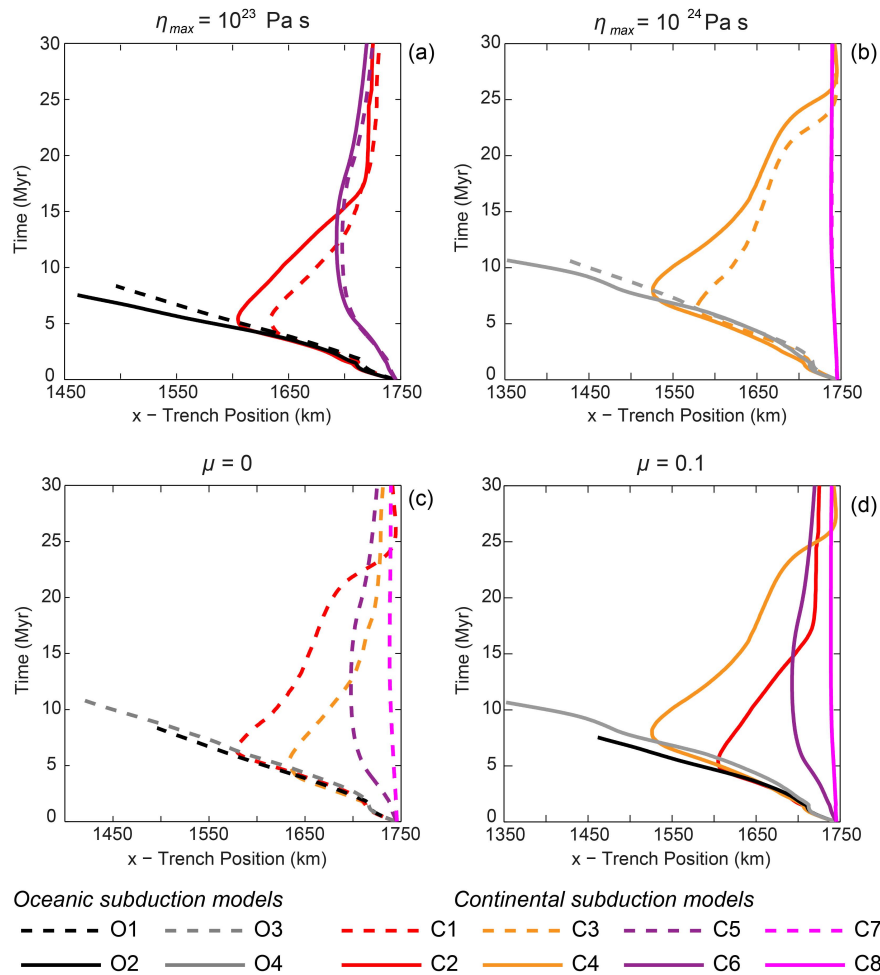 η max = 10 23 Pa s
(a)
30
25
20
15
10
5
0
Time (Myr)
1450 1550 1650 1750
x − Trench Position (km)
η max = 10 24 Pa s
(b)
30
25
20
15
10
5
0
Time (Myr)
1350 1450 1550 1650 1750
x − Trench Position (km)
μ = 0
(c)
30
25
20
15
10
5
0
Time (Myr)
1450 1550 1650 1750
x − Trench Position (km)
μ = 0.1
(d)
30
25
20
15
10
5
0
Time (Myr)
1350 1450 1550 1650 1750
x − Trench Position (km)
Oceanic subduction models Continental subduction models
O1 O3 C1 C3 C5 C7
O2 O4 C2 C4 C6 C8